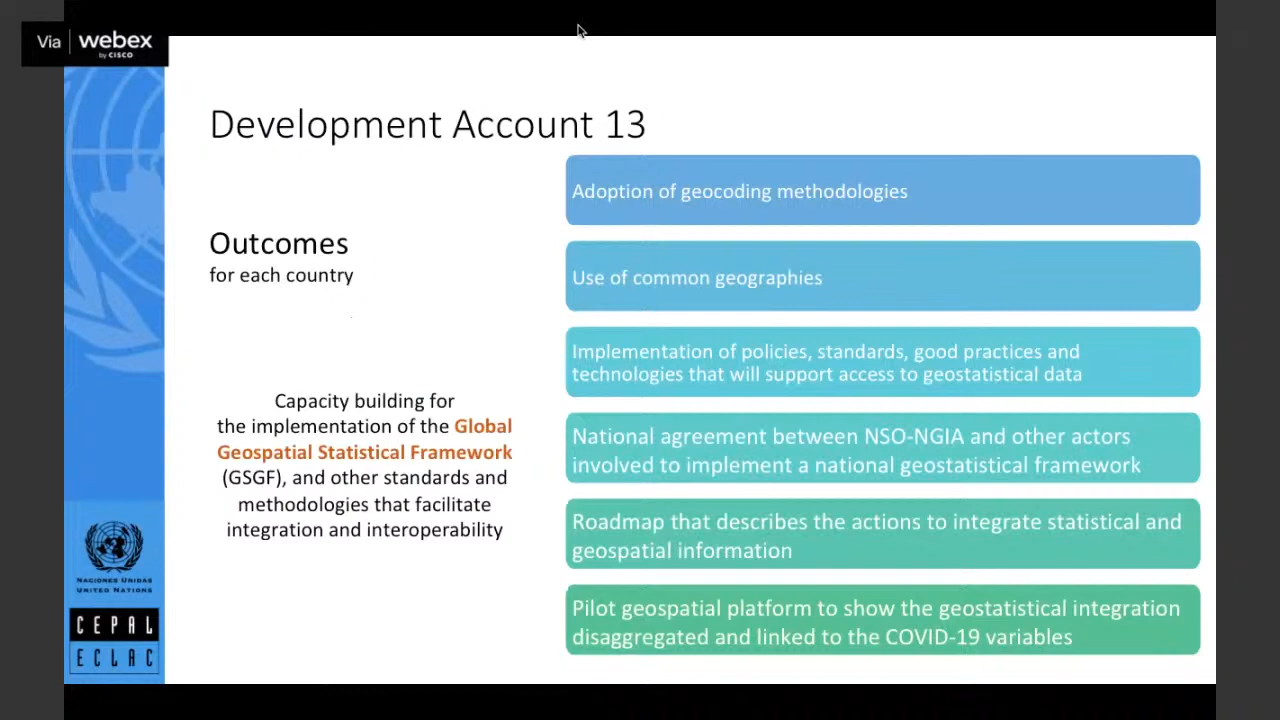 Via webex
by CISCO
Development Account 13
Outcomes
for each country
Capacity building for
the implementation of the Global
Geospatial Statistical Framework
(GSGF), and other standards and
methodologies that facilitate
integration and interoperability
Adoption of geocoding methodologies
Use of common geographies
Implementation of policies, standards, good practices and
technologies that will support access to geostatistical data
National agreement between NSO-NGIA and other actors
involved to implement a national geostatistical framework
Roadmap that describes the actions to integrate statistical and
geospatial information
Pilot geospatial platform to show the geostatistical integration
disaggregated and linked to the COVID-19 variables
NACIONES UNIDAS
UNITED NATIONS
CEPAL
ECLAC